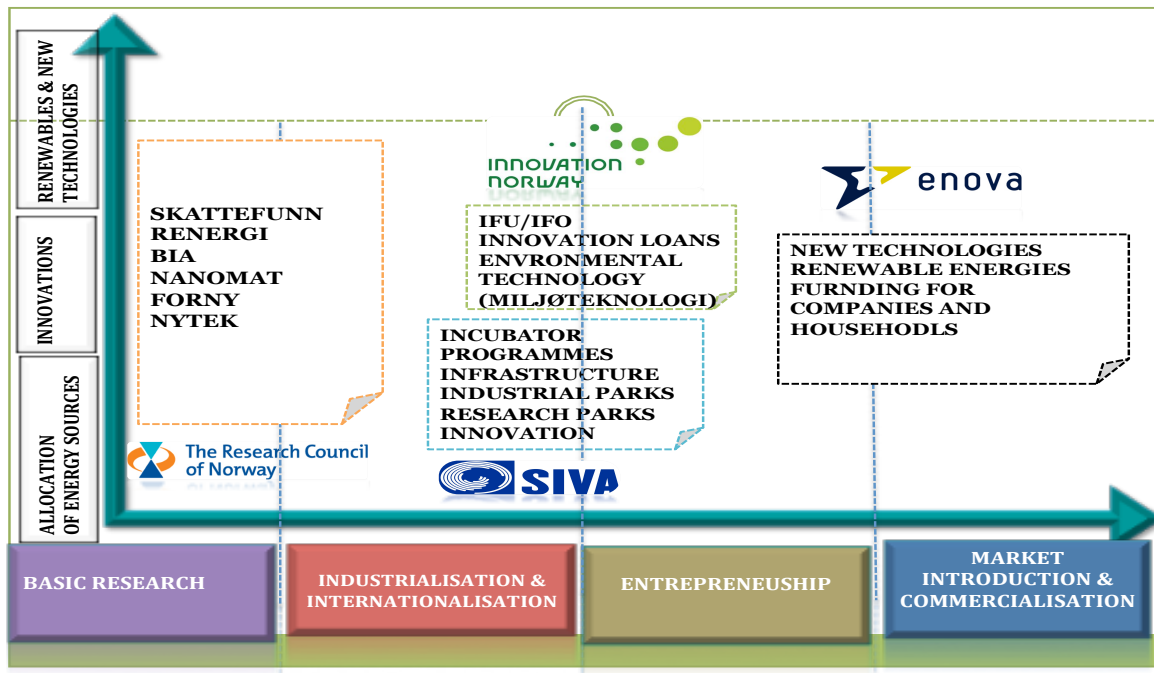 RENEWABLES & NEW
TECHNOLOGIES
INNOVATIONS
ALLOCATION
OF ENERGY SOURCES
SKATTEFUNN
RENERGI
BIA
NANOMAT
FORNY
NYTEK
The Research Council
of Norway
INNOVATION
NORWAY
IFU/IFO
INNOVATION LOANS
ENVRONMENTAL
TECHNOLOGY
(MILJØTEKNOLOGI)
INCUBATOR
PROGRAMMES
INFRASTRUCTURE
INDUSTRIAL PARKS
RESEARCH PARKS
INNOVATION
SIVA
enova
NEW TECHNOLOGIES
RENEWABLE ENERGIES
FURNDING FOR
COMPANIES AND
HOUSEHODLS
BASIC RESEARCH
INDUSTRIALISATION &
INTERNATIONALISATION
ENTREPRENEUSHIP
MARKET
INTRODUCTION &
COMMERCIALISATION